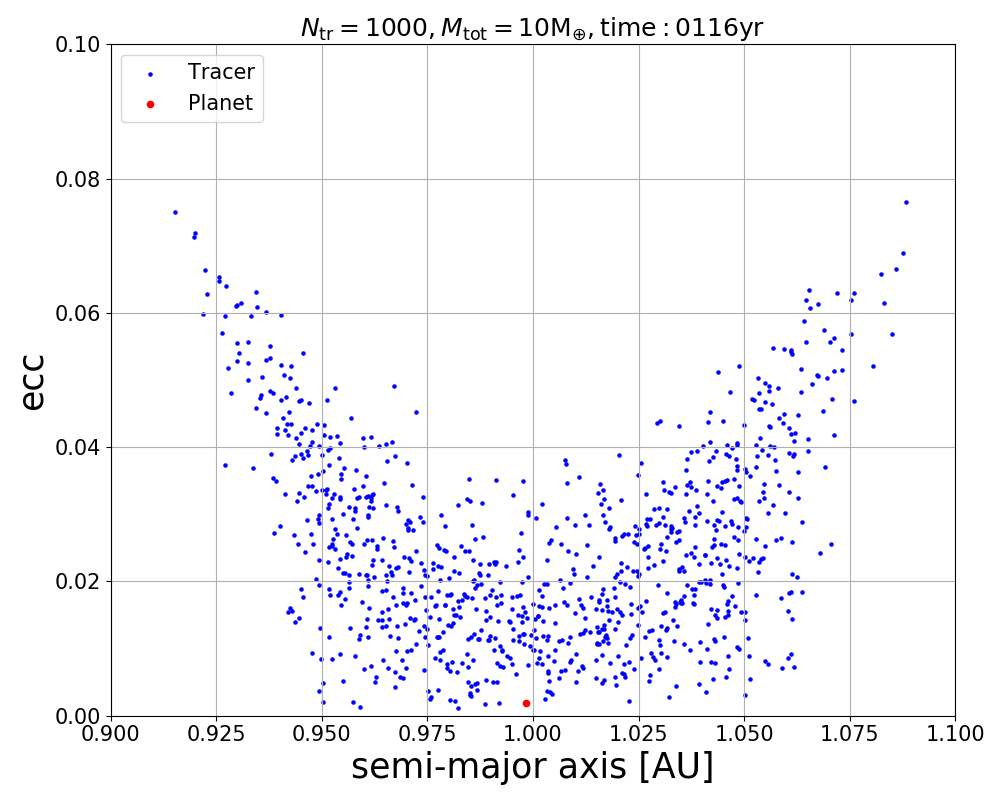 N_tr = 1000, M_tot = 10M_⊕, time : 0116yr
Tracer
Planet
0.10
0.08
0.06
0.04
0.02
0.00
ecc
0.900 0.925 0.950 0.975 1.000 1.025 1.050 1.075 1.100
semi-major axis [AU]